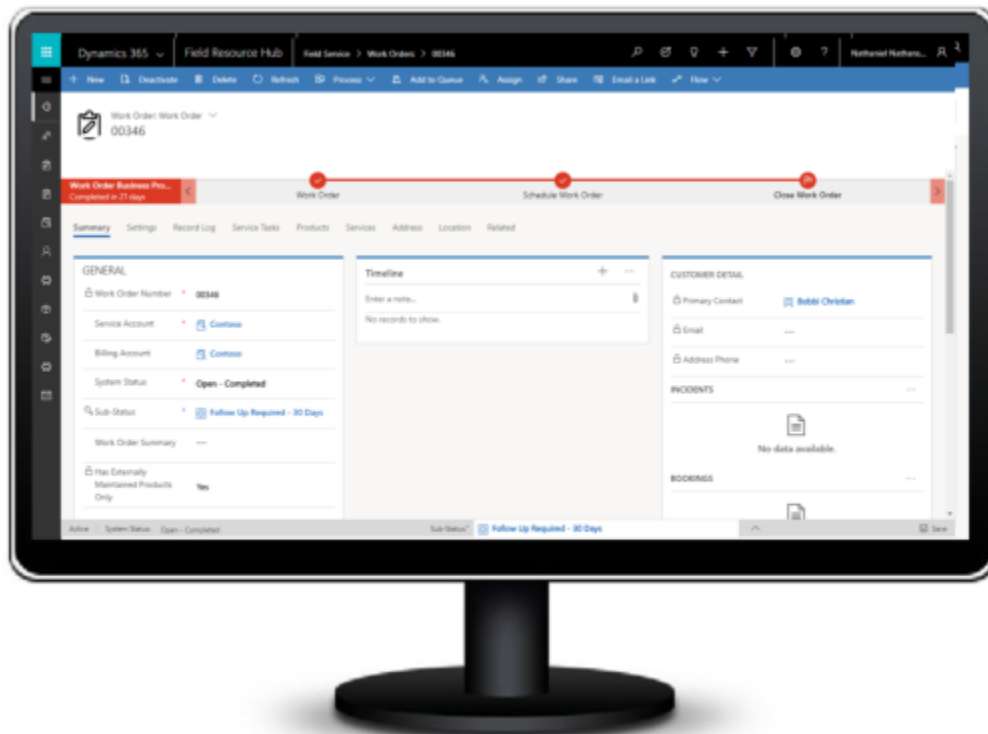 Dynamics 365
Field Resource Hub
Field Service > Work Orders > 00346
Nathaniel Nathans...
New Deactivate Delete Refresh Process Add to Queue Assign Share Email a Link Flow
Work Order: Work Order
00346
Work Order Business Pro...
Completed in 21 days
Work Order
Schedule Work Order
Close Work Order
Summary Settings Record Log Service Tasks Products Services Address Location Related
GENERAL
Work Order Number * 00346
Service Account * Contoso
Billing Account Contoso
System Status * Open - Completed
Sub-Status * Follow Up Required - 30 Days
Work Order Summary ---
Has Externally
Maintained Products
Only
Yes
Timeline
Enter a note...
No records to show.
CUSTOMER DETAIL
Primary Contact Bobbi Christian
Email ---
Address Phone ---
INCIDENTS
No data available.
BOOKINGS
Active System Status Open - Completed
Sub-Status* Follow Up Required - 30 Days
Save